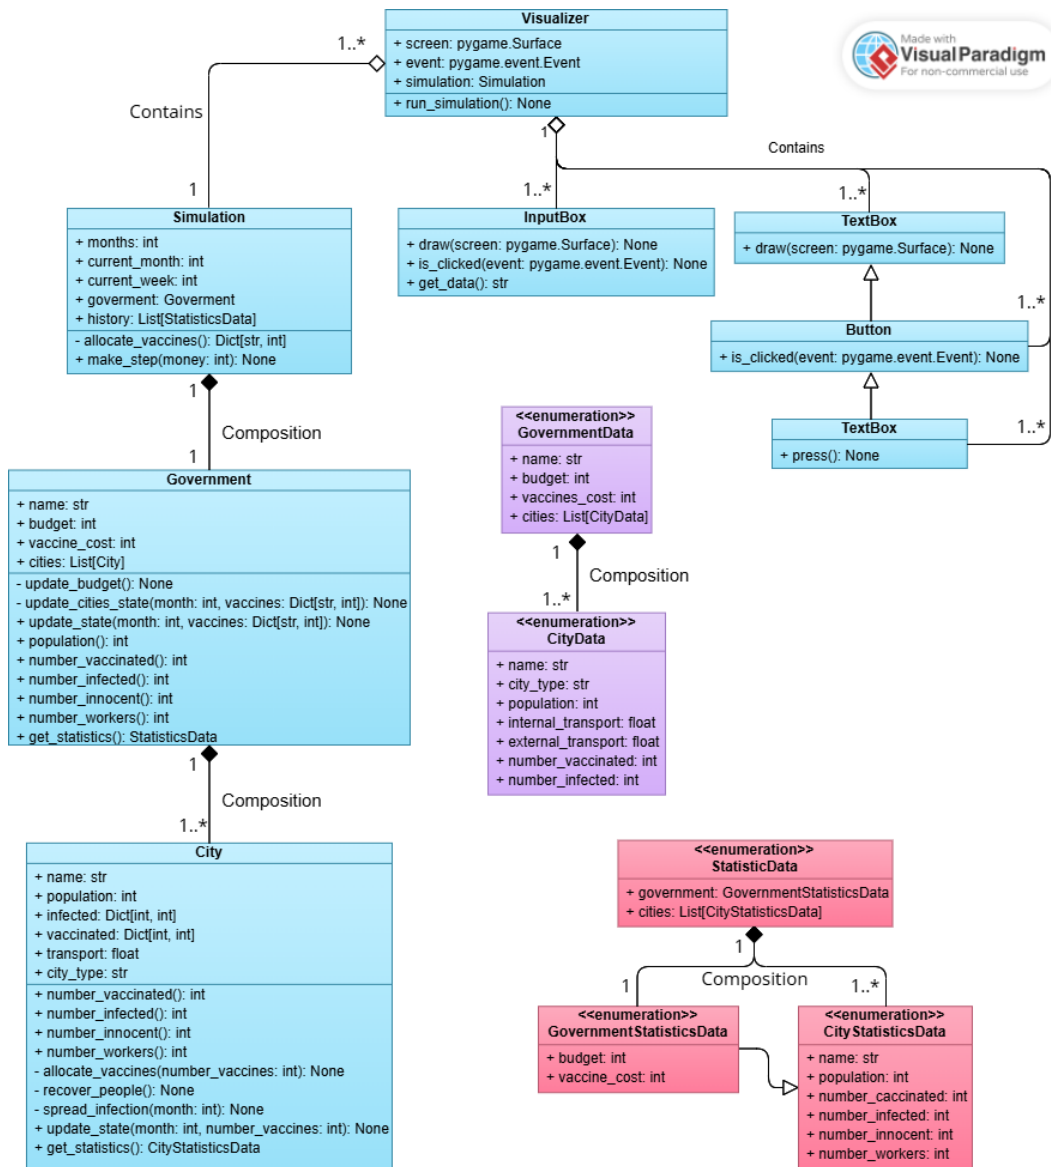 Visualizer
+ screen: pygame.Surface
+ event: pygame.event.Event
+ simulation: Simulation
+ run_simulation(): None
Made with
Visual Paradigm
For non-commercial use
1..*
Contains
1
1
Contains
1..*
1..*
Simulation
+ months: int
+ current_month: int
+ current_week: int
+ goverment: Goverment
+ history: List[StatisticsData]
- allocate_vaccines(): Dict[str, int]
+ make_step(money: int): None
InputBox
+ draw(screen: pygame.Surface): None
+ is_clicked(event: pygame.event.Event): None
+ get_data(): str
TextBox
+ draw(screen: pygame.Surface): None
1..*
Button
+ is_clicked(event: pygame.event.Event): None
1..*
TextBox
+ press(): None
1
Composition
1
Government
+ name: str
+ budget: int
+ vaccine_cost: int
+ cities: List[City]
- update_budget(): None
- update_cities_state(month: int, vaccines: Dict[str, int]): None
+ update_state(month: int, vaccines: Dict[str, int]): None
+ population(): int
+ number_vaccinated(): int
+ number_infected(): int
+ number_innocent(): int
+ number_workers(): int
+ get_statistics(): StatisticsData
<<enumeration>>
GovernmentData
+ name: str
+ budget: int
+ vaccines_cost: int
+ cities: List[CityData]
1
Composition
1..*
<<enumeration>>
CityData
+ name: str
+ city_type: str
+ population: int
+ internal_transport: float
+ external_transport: float
+ number_vaccinated: int
+ number_infected: int
1
Composition
1..*
City
+ name: str
+ population: int
+ infected: Dict[int, int]
+ vaccinated: Dict[int, int]
+ transport: float
+ city_type: str
+ number_vaccinated(): int
+ number_infected(): int
+ number_innocent(): int
+ number_workers(): int
- allocate_vaccines(number_vaccines: int): None
- recover_people(): None
- spread_infection(month: int): None
+ update_state(month: int, number_vaccines: int): None
+ get_statistics(): CityStatisticsData
<<enumeration>>
StatisticData
+ government: GovernmentStatisticsData
+ cities: List[CityStatisticsData]
1
Composition
1
1..*
<<enumeration>>
GovernmentStatisticsData
+ budget: int
+ vaccine_cost: int
<<enumeration>>
CityStatisticsData
+ name: str
+ population: int
+ number_caccinated: int
+ number_infected: int
+ number_innocent: int
+ number_workers: int